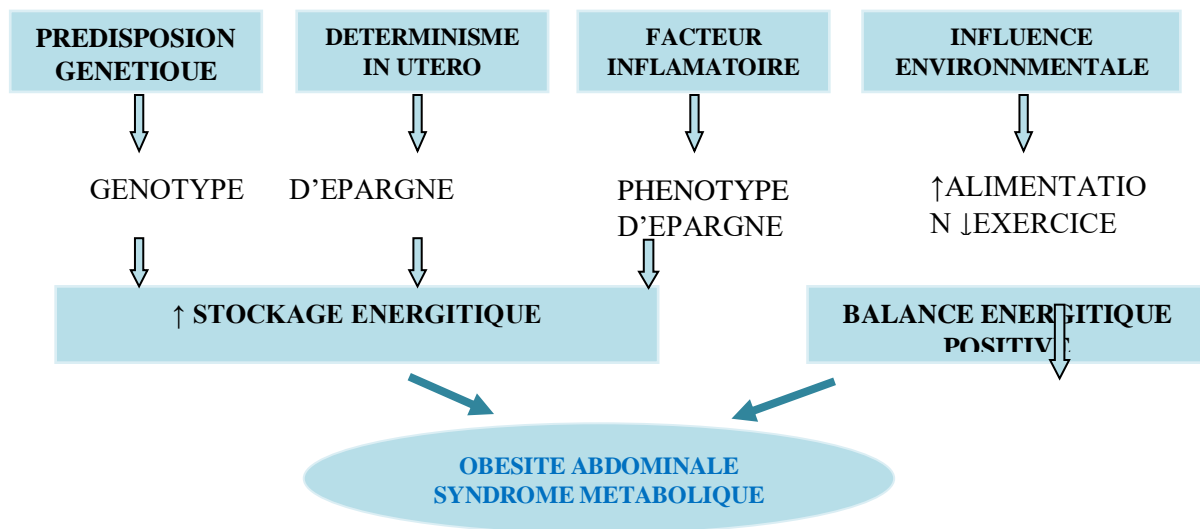 PREDISPOSION
GENETIQUE
DETERMINISME
IN UTERO
FACTEUR
INFLAMATOIRE
INFLUENCE
ENVIRONNMENTALE
GENOTYPE D’EPARGNE
PHENOTYPE
D’EPARGNE
↑ALIMENTATIO
N ↓EXERCICE
↑ STOCKAGE ENERGITIQUE
BALANCE ENERGITIQUE
POSITIVE
OBESITE ABDOMINALE
SYNDROME METABOLIQUE